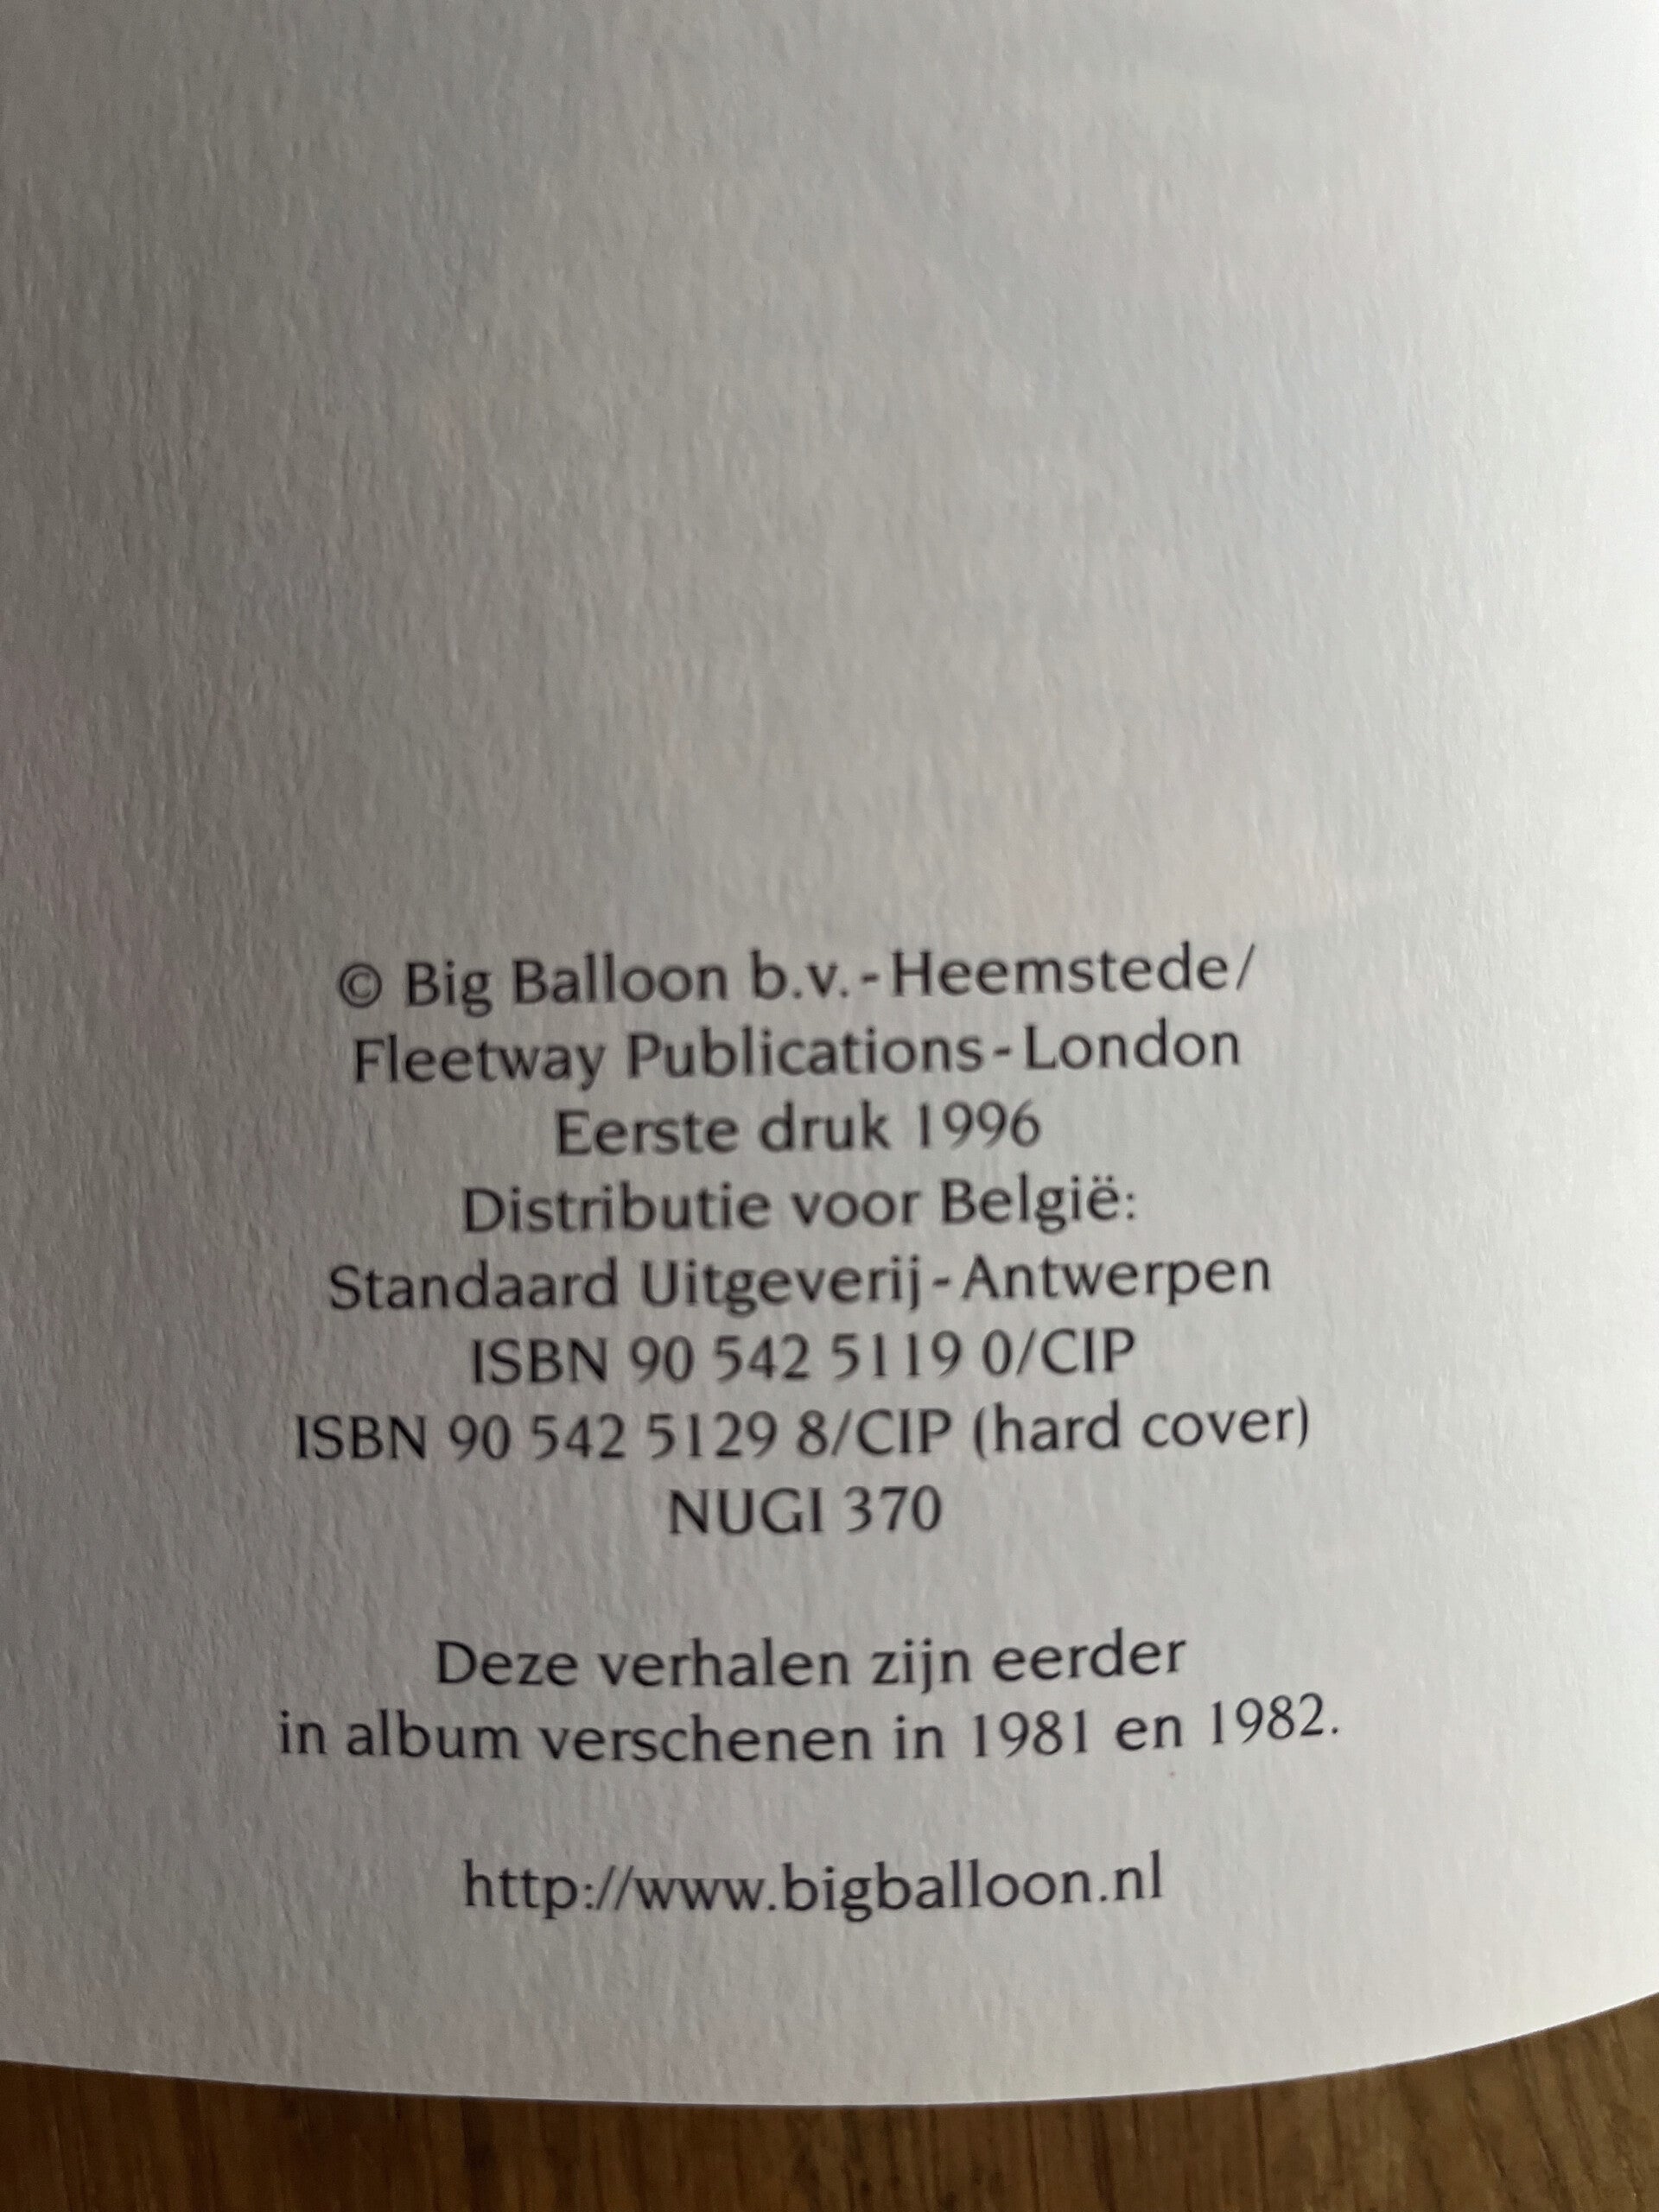 © Big Balloon b.v.-Heemstede/
Fleetway Publications-London
Eerste druk 1996
Distributie voor België:
Standaard Uitgeverij-Antwerpen
ISBN 90 542 5119 0/CIP
ISBN 90 542 5129 8/CIP (hard cover)
NUGI 370
Deze verhalen zijn eerder
in album verschenen in 1981 en 1982.
http://www.bigballoon.nl